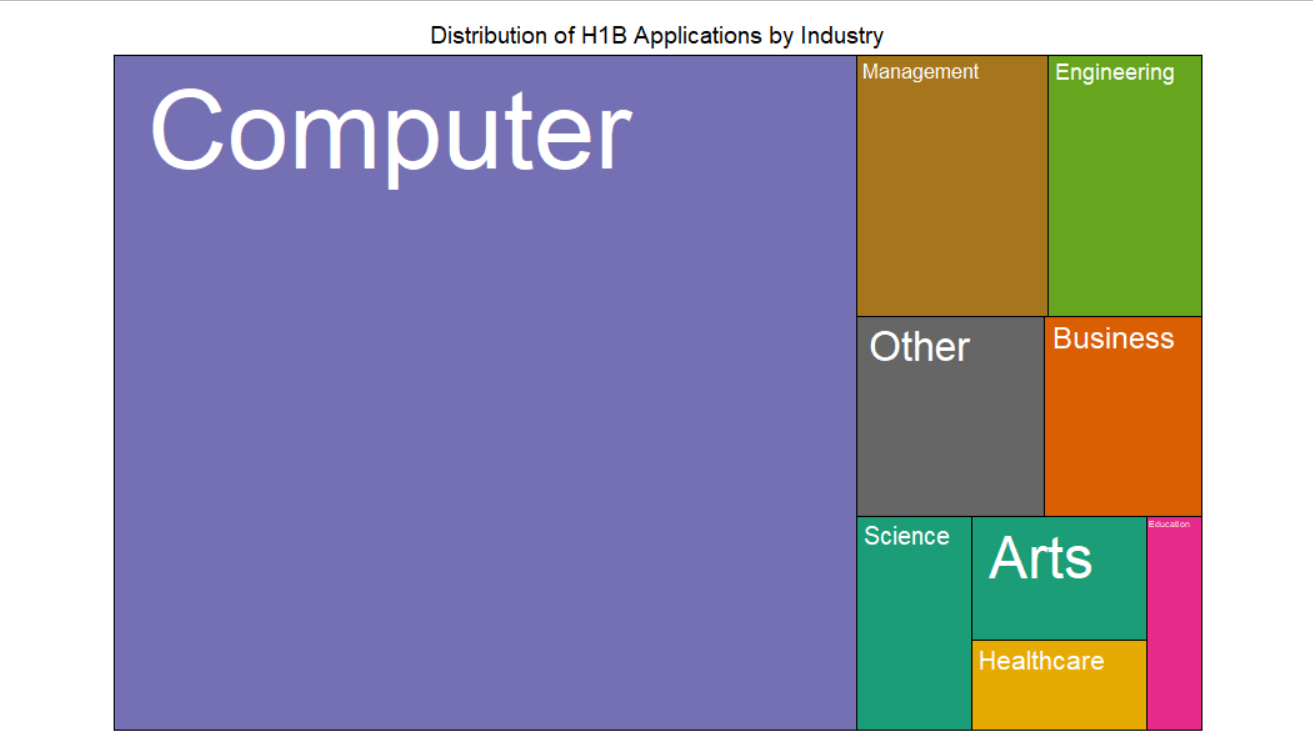 Distribution of H1B Applications by Industry
Computer
Management
Engineering
Other
Business
Science
Arts
Education
Healthcare